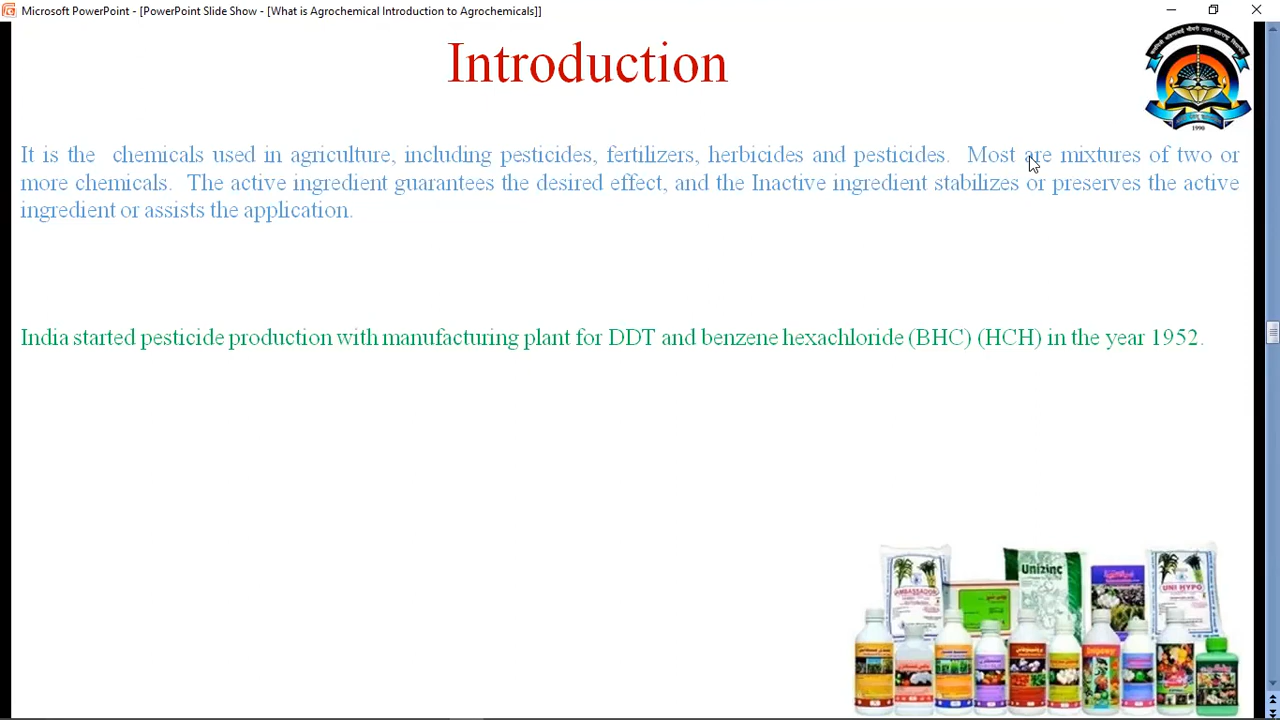 Microsoft PowerPoint - [PowerPoint Slide Show - [What is Agrochemical Introduction to Agrochemicals]]
Introduction
It is the chemicals used in agriculture, including pesticides, fertilizers, herbicides and pesticides. Most are mixtures of two or
more chemicals. The active ingredient guarantees the desired effect, and the Inactive ingredient stabilizes or preserves the active
ingredient or assists the application.
India started pesticide production with manufacturing plant for DDT and benzene hexachloride (BHC) (HCH) in the year 1952.
1990
Unizinc
UNI HYPO